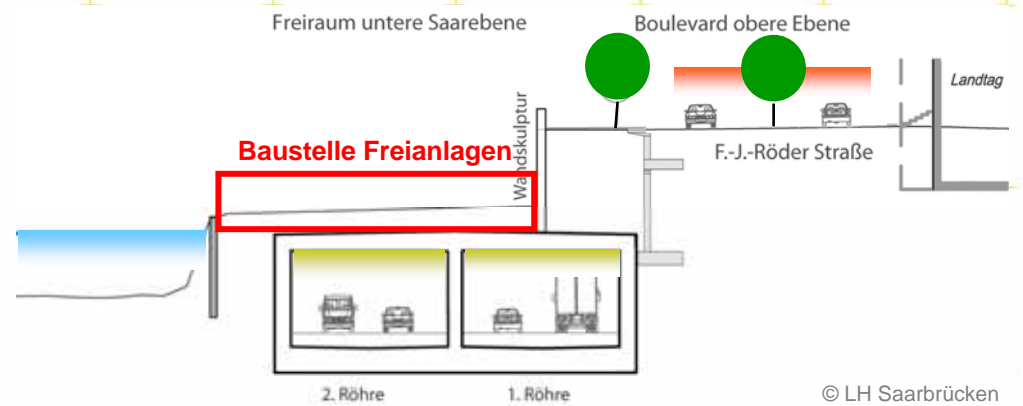 Freiraum untere Saarebene
Boulevard obere Ebene
Landtag
Wandskulptur
Baustelle Freianlagen
F.-J.-Röder Straße
2. Röhre
1. Röhre
© LH Saarbrücken